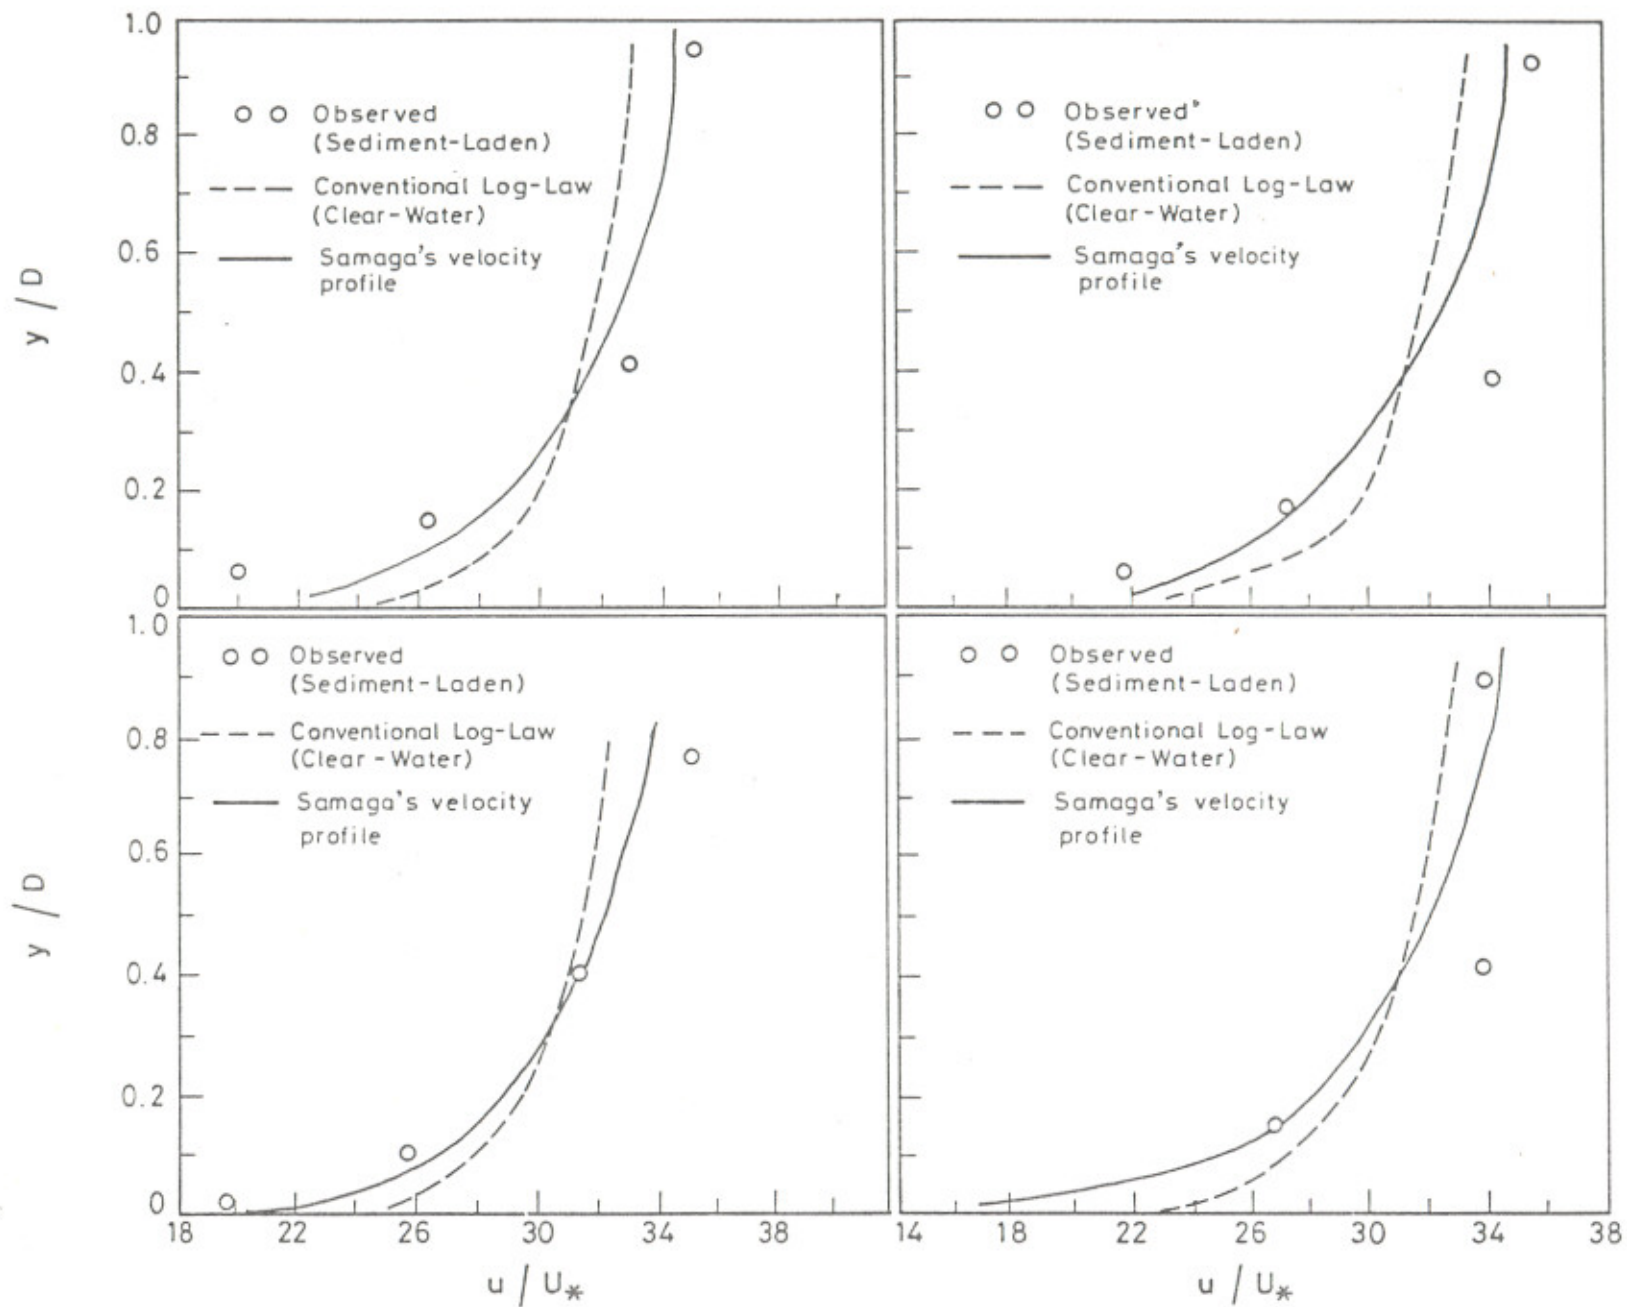 1.0
0.8
0.6
0.4
0.2
0
y / D
Observed
(Sediment-Laden)
Conventional Log-Law
(Clear-Water)
Samaga's velocity
profile
Observed
(Sediment-Laden)
Conventional Log-Law
(Clear-Water)
Samaga's velocity
profile
1.0
0.8
0.6
0.4
0.2
0
y / D
Observed
(Sediment-Laden)
Conventional Log-Law
(Clear-Water)
Samaga's velocity
profile
18 22 26 30 34 38
u / U*
Observed
(Sediment-Laden)
Conventional Log-Law
(Clear-Water)
Samaga's velocity
profile
14 18 22 26 30 34 38
u / U*